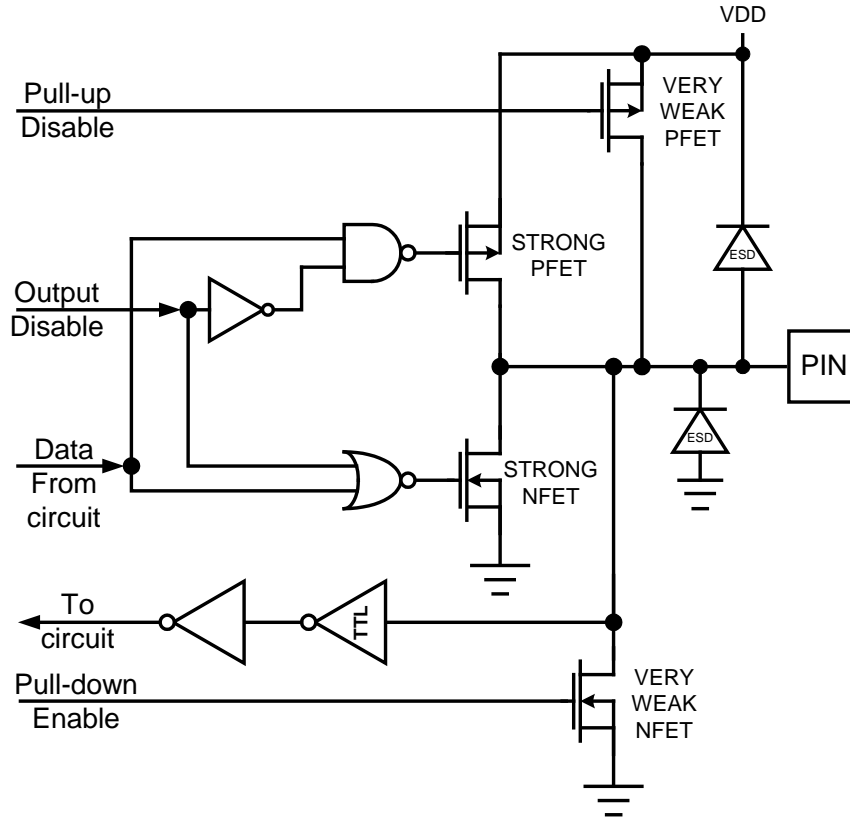 VDD
Pull-up
Disable
VERY
WEAK
PFET
STRONG
PFET
ESD
Output
Disable
PIN
ESD
Data
From
circuit
STRONG
NFET
To
circuit
TTL
Pull-down
Enable
VERY
WEAK
NFET